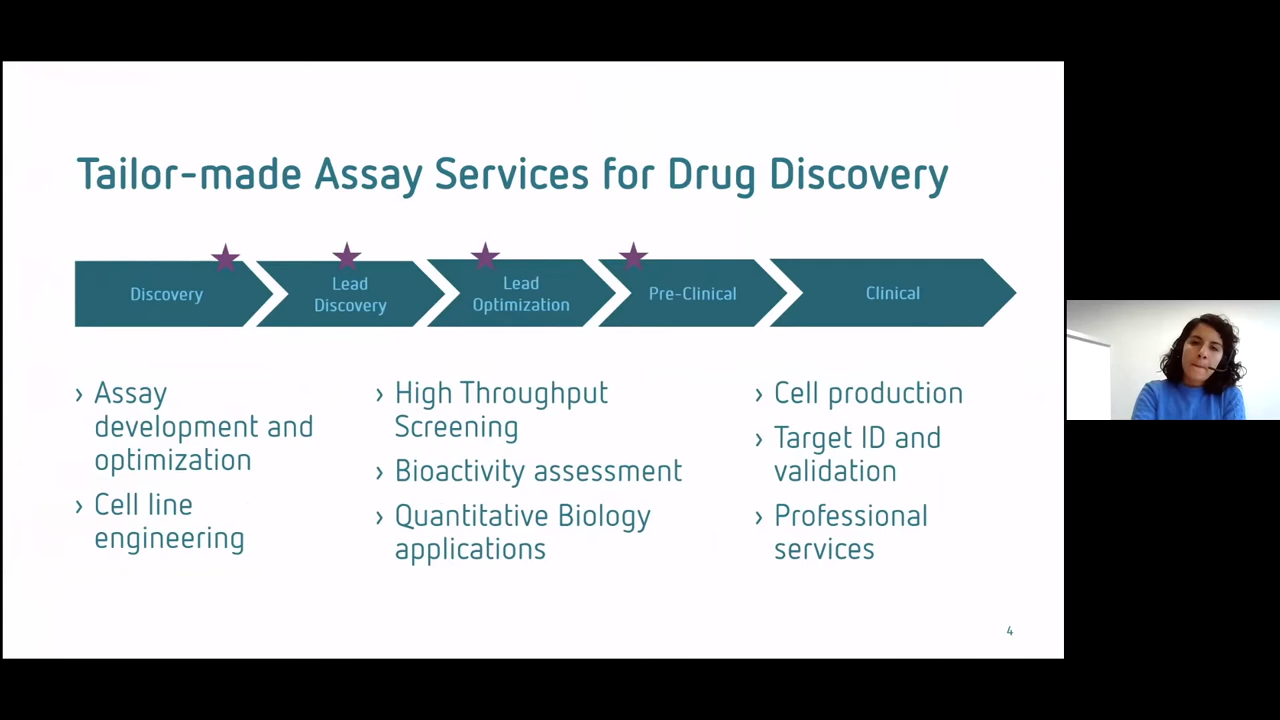 Tailor-made Assay Services for Drug Discovery
Discovery
Lead
Discovery
Lead
Optimization
Pre-Clinical
Clinical
› Assay
development and
optimization
› Cell line
engineering
› High Throughput
Screening
› Bioactivity assessment
› Quantitative Biology
applications
› Cell production
› Target ID and
validation
› Professional
services
4